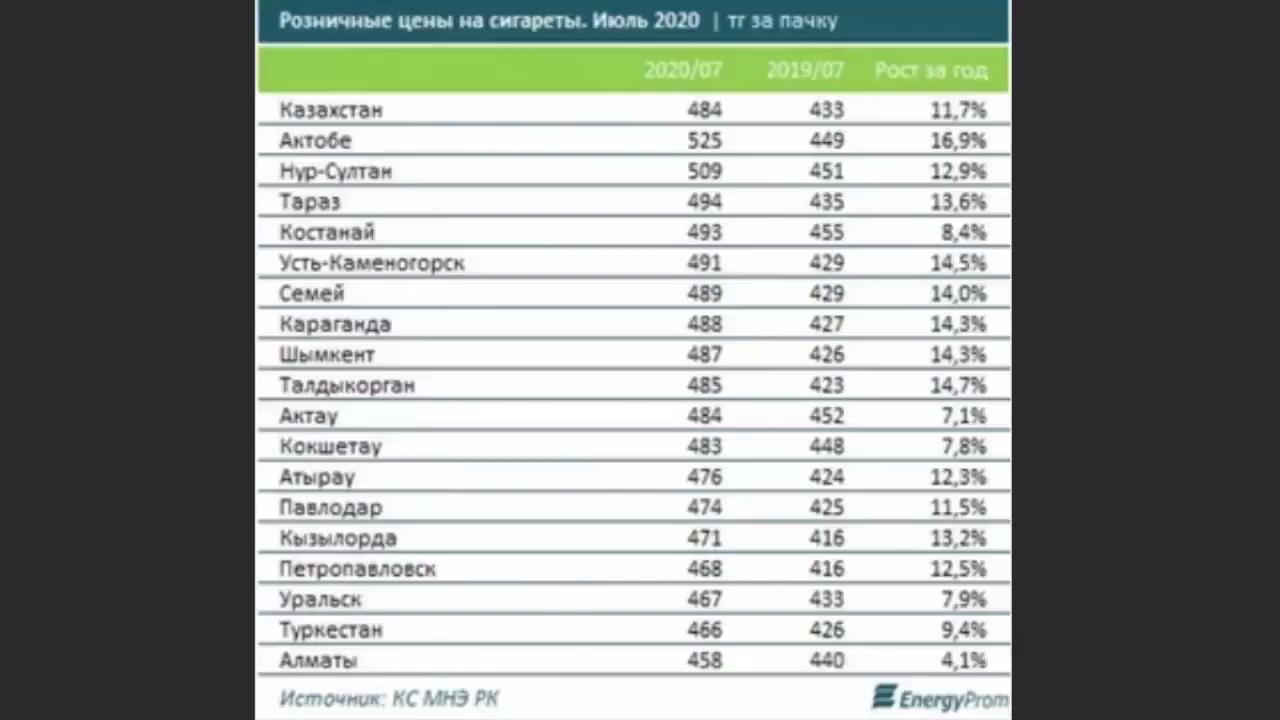 Розничные цены на сигареты. Июль 2020 | тг за пачку
2020/07 2019/07 Рост за год
Казахстан 484 433 11,7%
Актобе 525 449 16,9%
Нур-Султан 509 451 12,9%
Тараз 494 435 13,6%
Костанай 493 455 8,4%
Усть-Каменогорск 491 429 14,5%
Семей 489 429 14,0%
Караганда 488 427 14,3%
Шымкент 487 426 14,3%
Талдыкорган 485 423 14,7%
Актау 484 452 7,1%
Кокшетау 483 448 7,8%
Атырау 476 424 12,3%
Павлодар 474 425 11,5%
Кызылорда 471 416 13,2%
Петропавловск 468 416 12,5%
Уральск 467 433 7,9%
Туркестан 466 426 9,4%
Алматы 458 440 4,1%
Источник: КС МНЭ РК EnergyProm